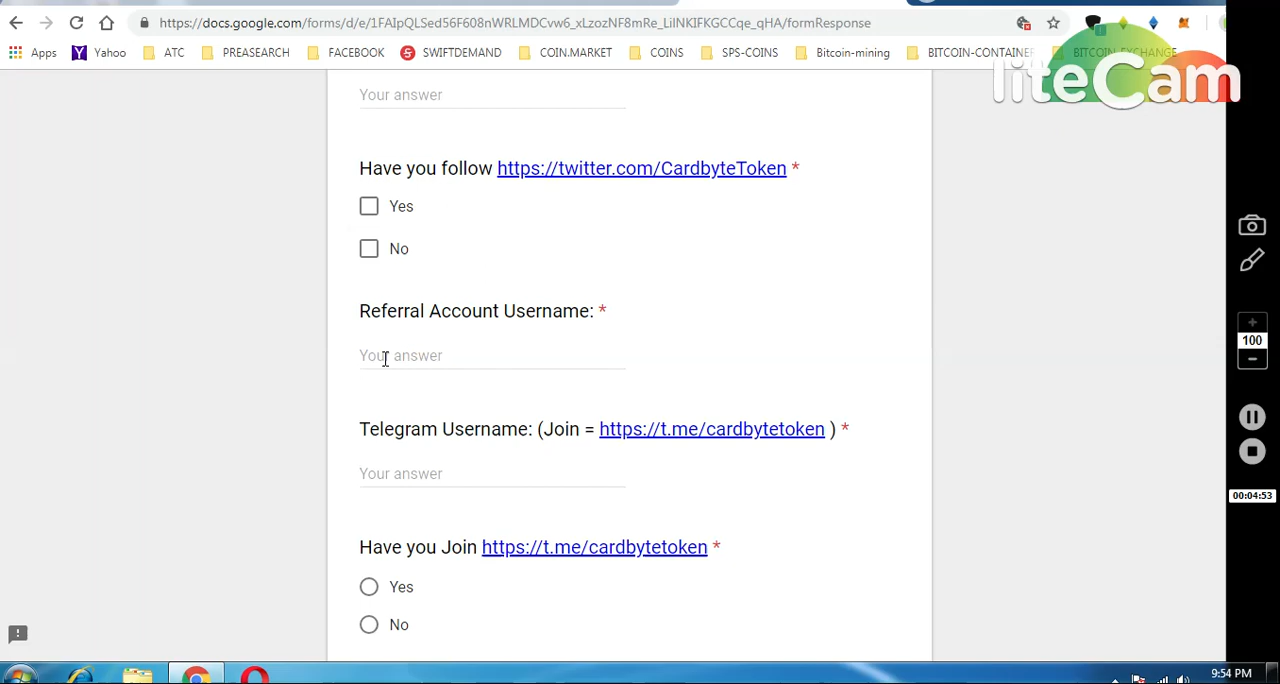 https://docs.google.com/forms/d/e/1FAIpQLSed56F608nWRLMDCvw6_xLzozNF8mRe_LilNKIFKGCCqe_qHA/formResponse
Apps Yahoo ATC PREASEARCH FACEBOOK SWIFTDEMAND COIN.MARKET COINS SPS-COINS Bitcoin-mining BITCOIN-CONTAINER BITCOIN-EXCHANGE
liteCam
Your answer
Have you follow https://twitter.com/CardbyteToken *
Yes
No
Referral Account Username: *
Your answer
Telegram Username: (Join = https://t.me/cardbytetoken ) *
Your answer
Have you Join https://t.me/cardbytetoken *
Yes
No
100
00:04:53
9:54 PM